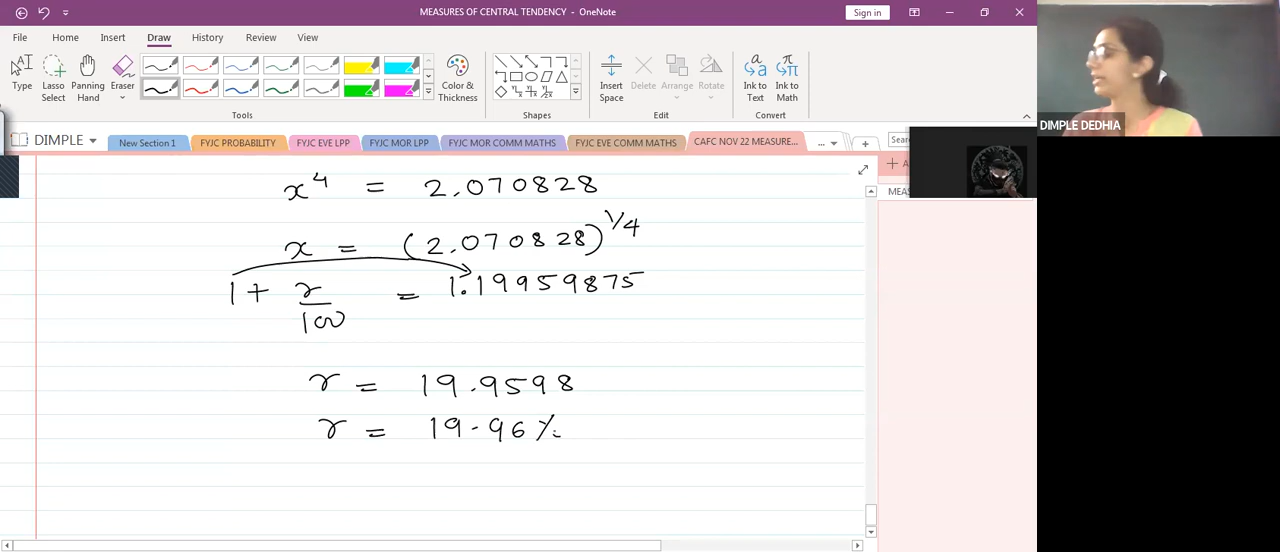 MEASURES OF CENTRAL TENDENCY - OneNote
Sign in
File Home Insert Draw History Review View
Type
Lasso Select
Panning Hand
Eraser
Color & Thickness
Insert Space
Delete
Arrange
Rotate
Ink to Text
Ink to Math
Tools
Shapes
Edit
Convert
DIMPLE
New Section 1
FYJC PROBABILITY
FYJC EVE LPP
FYJC MOR LPP
FYJC MOR COMM MATHS
FYJC EVE COMM MATHS
CAFC NOV 22 MEASURE...
DIMPLE DEDHIA
x⁴ = 2.070828
x = (2.070828)^1/4
1 + r/100 = 1.19959875
r = 19.9598
r = 19.96%